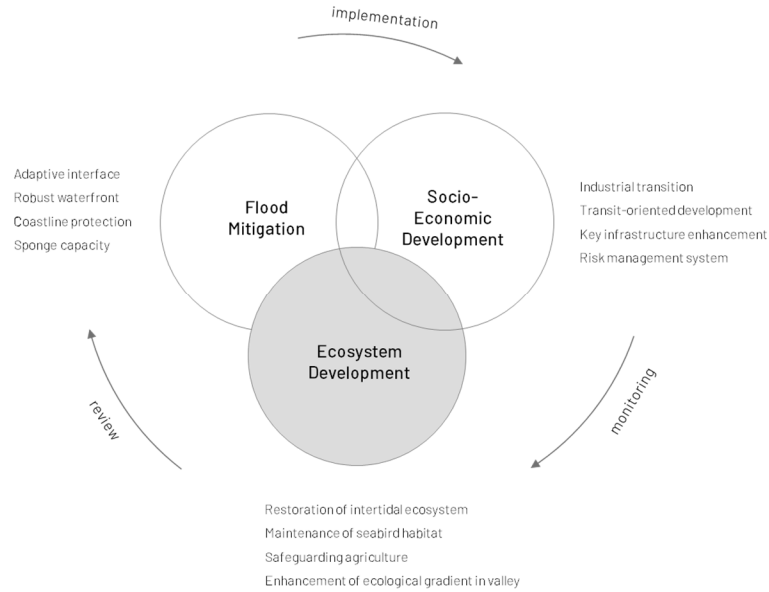 implementation
Adaptive interface
Robust waterfront
Coastline protection
Sponge capacity
Flood
Mitigation
Socio-
Economic
Development
Industrial transition
Transit-oriented development
Key infrastructure enhancement
Risk management system
Ecosystem
Development
review
monitoring
Restoration of intertidal ecosystem
Maintenance of seabird habitat
Safeguarding agriculture
Enhancement of ecological gradient in valley